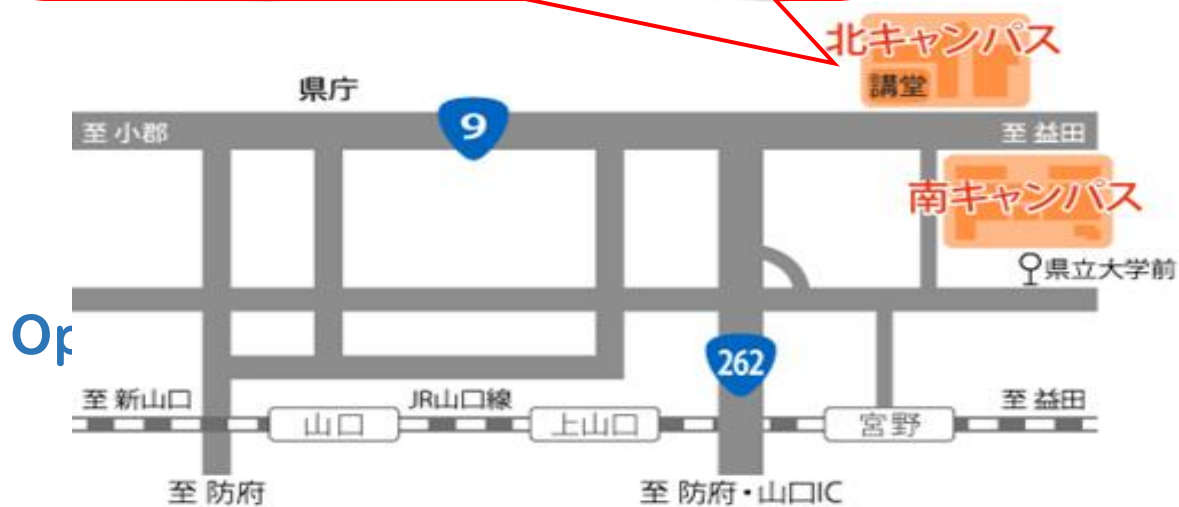 北キャンパス
講堂
県庁
至 小郡
9
至 益田
南キャンパス
県立大学前
Op
262
至 新山口
JR山口線
至 益田
山口
上山口
宮野
至 防府
至 防府・山口IC